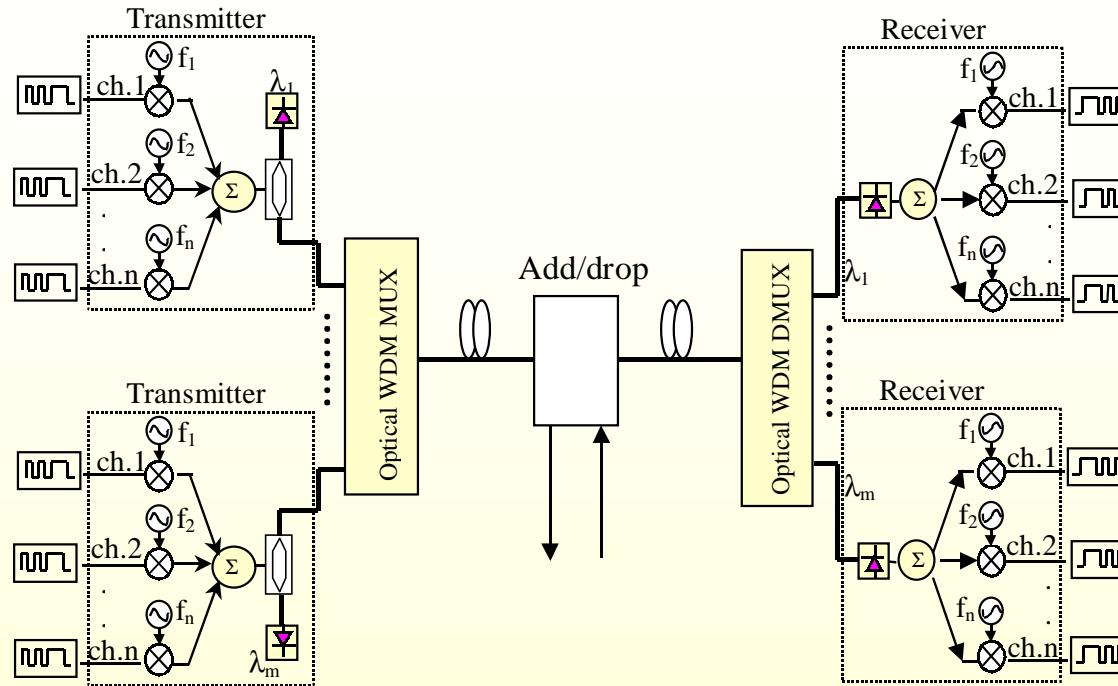 Transmitter
f₁
ch.1
λ₁
f₂
ch.2
Σ
fₙ
ch.n
Transmitter
f₁
ch.1
f₂
ch.2
Σ
fₙ
ch.n
λₘ
Optical WDM MUX
Add/drop
Optical WDM DMUX
λ₁
λₘ
Receiver
f₁
ch.1
f₂
ch.2
Σ
fₙ
ch.n
Receiver
f₁
ch.1
f₂
ch.2
Σ
fₙ
ch.n